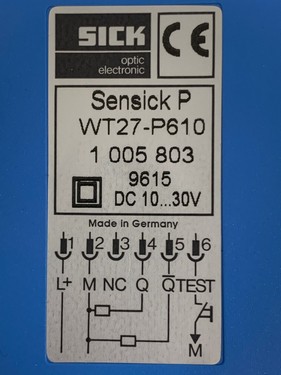 SICK
CE
optic
electronic
Sensick P
WT27-P610
1 005 803
9615
DC 10...30V
Made in Germany
1 2 3 4 5 6
L+ M NC Q Q̅ TEST
M